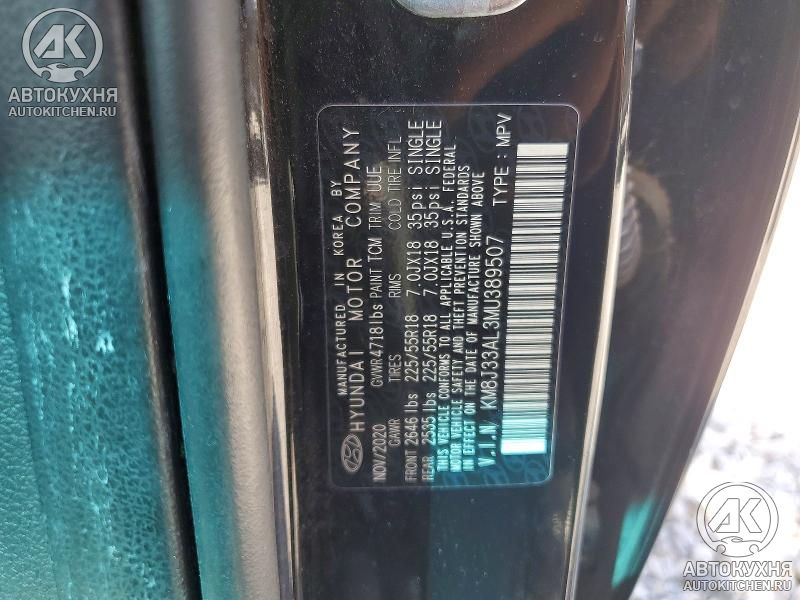 AK
АВТОКУХНЯ
AUTOKITCHEN.RU
MANUFACTURED IN KOREA BY
HYUNDAI MOTOR COMPANY
NOV/2020 GVWR 4718lbs PAINT TCM TRIM UUE
GAWR TIRES RIMS COLD TIRE INFL
FRONT 2646 lbs 225/55R18 7.0JX18 35psi SINGLE
REAR 2535 lbs 225/55R18 7.0JX18 35psi SINGLE
THIS VEHICLE CONFORMS TO ALL APPLICABLE U.S.A. FEDERAL
MOTOR VEHICLE SAFETY AND THEFT PREVENTION STANDARDS
IN EFFECT ON THE DATE OF MANUFACTURE SHOWN ABOVE
V.I.N/ KM8J33AL3MU389507 TYPE : MPV
AK
АВТОКУХНЯ
AUTOKITCHEN.RU